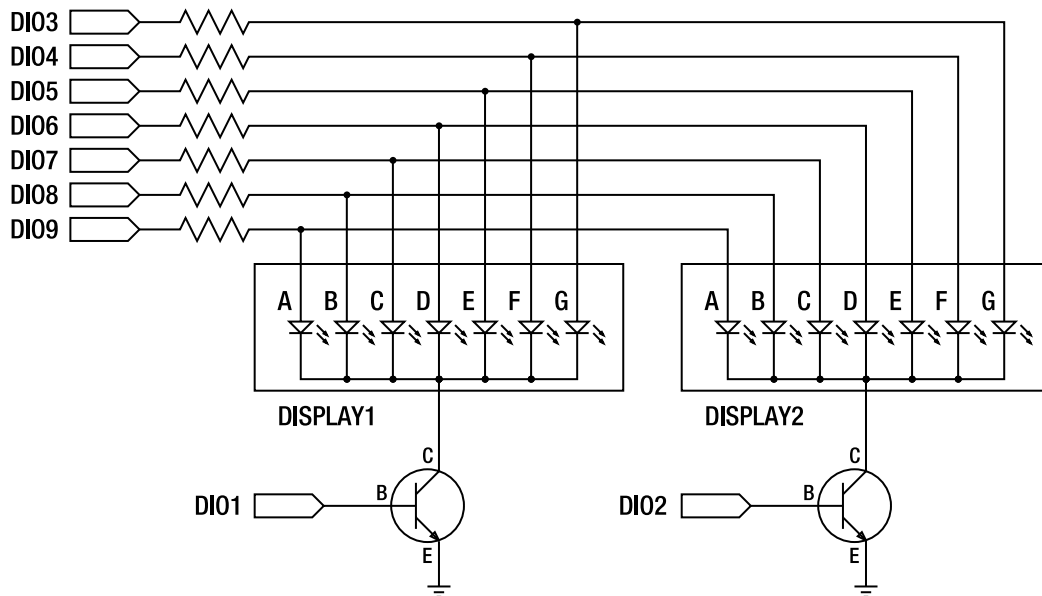 DIO3
DIO4
DIO5
DIO6
DIO7
DIO8
DIO9
A B C D E F G
A B C D E F G
DISPLAY1
DISPLAY2
C
C
DIO1
B
DIO2
B
E
E